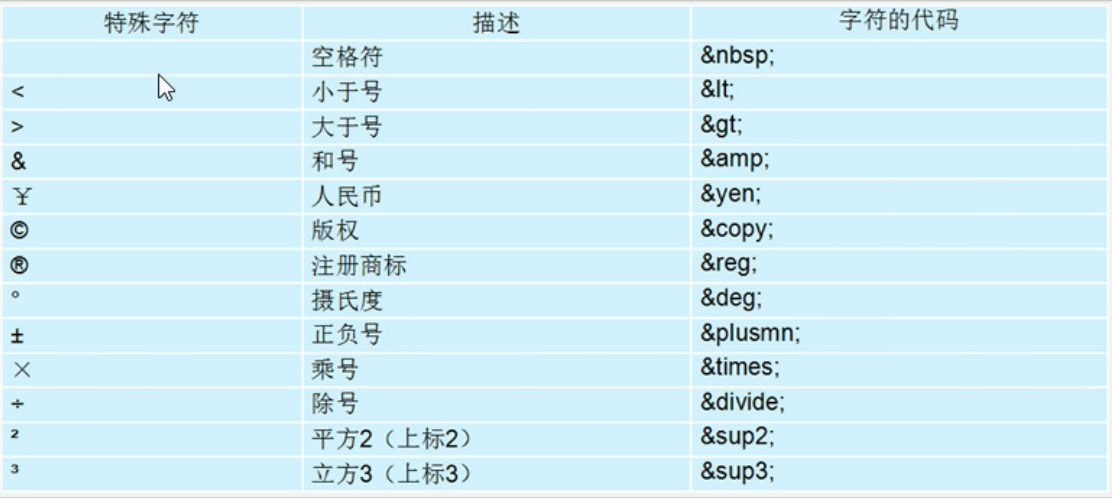 特殊字符 描述 字符的代码
空格符 &nbsp;
< 小于号 &lt;
> 大于号 &gt;
& 和号 &amp;
¥ 人民币 &yen;
© 版权 &copy;
® 注册商标 &reg;
° 摄氏度 &deg;
± 正负号 &plusmn;
× 乘号 &times;
÷ 除号 &divide;
² 平方2（上标2） &sup2;
³ 立方3（上标3） &sup3;